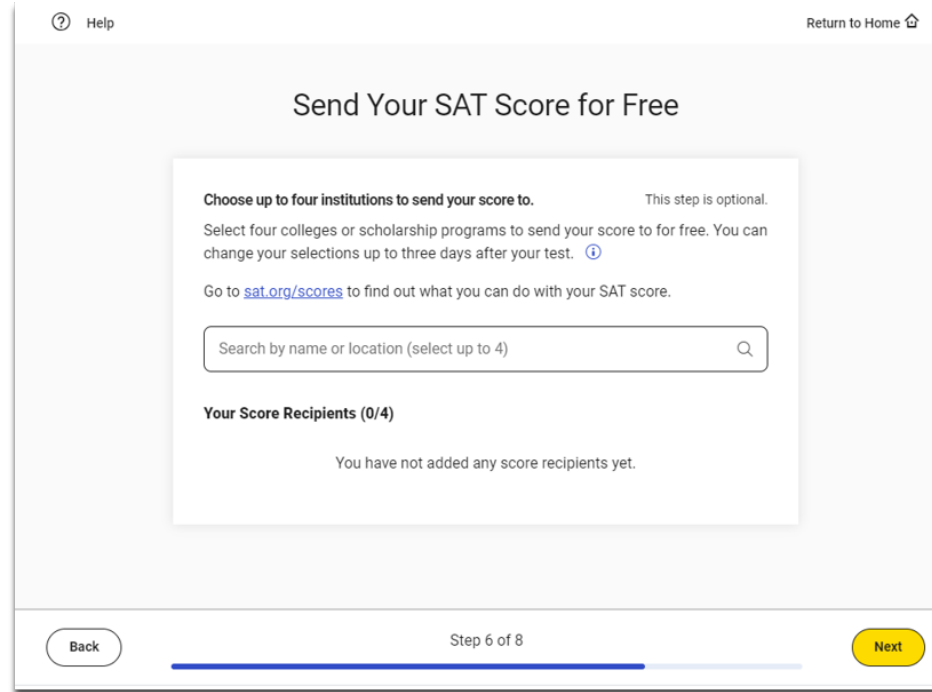 Help
Return to Home
Send Your SAT Score for Free
Choose up to four institutions to send your score to.
This step is optional.
Select four colleges or scholarship programs to send your score to for free. You can
change your selections up to three days after your test.
Go to sat.org/scores to find out what you can do with your SAT score.
Search by name or location (select up to 4)
Your Score Recipients (0/4)
You have not added any score recipients yet.
Back
Step 6 of 8
Next